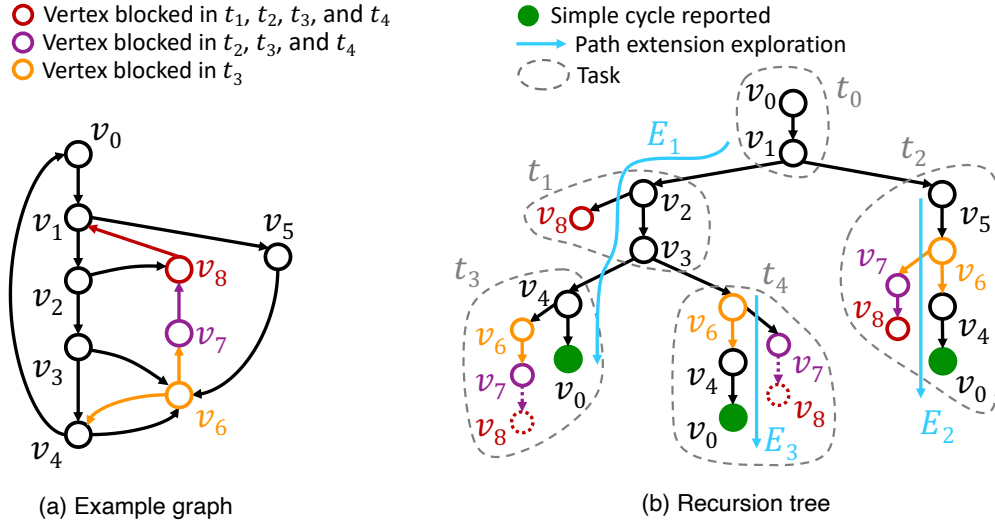 Vertex blocked in t₁, t₂, t₃, and t₄
Vertex blocked in t₂, t₃, and t₄
Vertex blocked in t₃
v₀
v₁
v₅
v₈
v₂
v₇
v₃
v₆
v₄
(a) Example graph
Simple cycle reported
Path extension exploration
Task
v₀
t₀
v₁
E₁
t₂
t₁
v₂
v₅
v₈
v₃
v₇
v₆
t₃
t₄
v₄
v₈
v₄
v₆
v₆
v₇
v₀
v₇
v₄
v₀
v₈
v₈
v₀
E₃
E₂
(b) Recursion tree